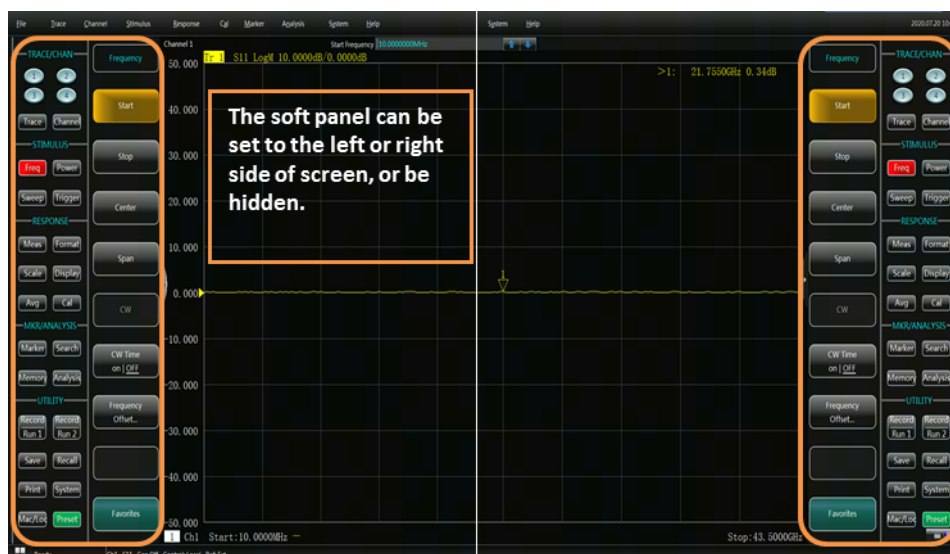 File Trace Channel Stimulus Response Cal Marker Analysis System Help System Help 2020.07.20
Channel 1 Start Frequency 10.0000000MHz
Tr 1 S11 LogM 10.0000dB/0.0000dB
>1: 21.7550GHz 0.34dB
TRACE/CHAN
1 2
3 4
Trace Channel
STIMULUS
Freq Power
Sweep Trigger
RESPONSE
Meas Format
Scale Display
Avg Cal
MKR/ANALYSIS
Marker Search
Memory Analysis
UTILITY
Record Record
Run 1 Run 2
Save Recall
Print System
Mac/Loc Preset
Frequency
Start
Stop
Center
Span
CW
CW Time
on | OFF
Frequency
Offset...
Favorites
50.000
40.000
30.000
20.000
10.000
0.000
-10.000
-20.000
-30.000
-40.000
-50.000
The soft panel can be
set to the left or right
side of screen, or be
hidden.
1 Ch1 Start:10.0000MHz
Stop:43.5000GHz
Frequency
Start
Stop
Center
Span
CW
CW Time
on | OFF
Frequency
Offset...
Favorites
TRACE/CHAN
1 2
3 4
Trace Channel
STIMULUS
Freq Power
Sweep Trigger
RESPONSE
Meas Format
Scale Display
Avg Cal
MKR/ANALYSIS
Marker Search
Memory Analysis
UTILITY
Record Record
Run 1 Run 2
Save Recall
Print System
Mac/Loc Preset